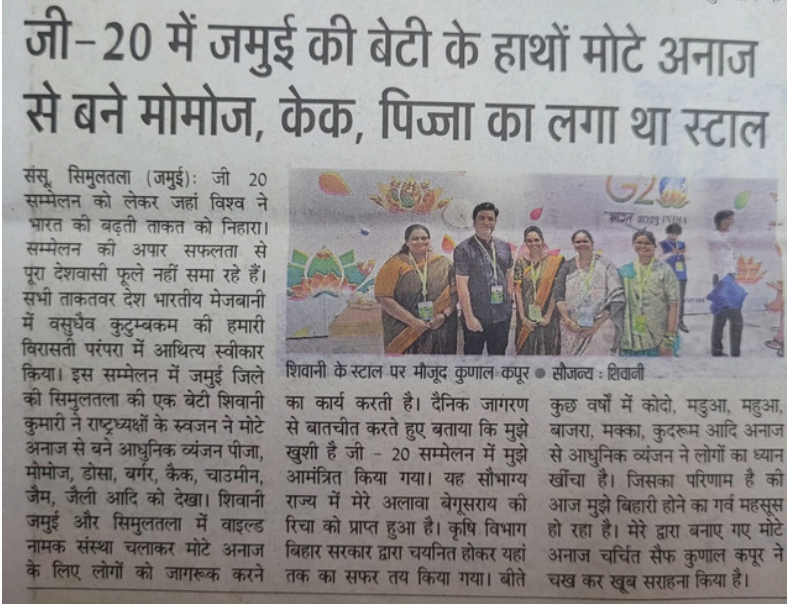 जी-20 में जमुई की बेटी के हाथों मोटे अनाज
से बने मोमोज, केक, पिज्जा का लगा था स्टाल
संसू, सिमुलतला (जमुई): जी 20
सम्मेलन को लेकर जहां विश्व ने
भारत की बढ़ती ताकत को निहारा।
सम्मेलन की अपार सफलता से
पूरा देशवासी फूले नहीं समा रहे हैं।
सभी ताकतवर देश भारतीय मेजबानी
में वसुधैव कुटुम्बकम की हमारी
विरासती परंपरा में आथित्य स्वीकार
किया। इस सम्मेलन में जमुई जिले
की सिमुलतला की एक बेटी शिवानी
कुमारी ने राष्ट्रध्यक्षों के स्वजन ने मोटे
अनाज से बने आधुनिक व्यंजन पीजा,
मोमोज, डोसा, बर्गर, कैक, चाउमीन,
जैम, जैली आदि को देखा। शिवानी
जमुई और सिमुलतला में वाइल्ड
नामक संस्था चलाकर मोटे अनाज
के लिए लोगों को जागरूक करने
G20
भारत 2023 INDIA
शिवानी के स्टाल पर मौजूद कुणाल कपूर ● सौजन्य : शिवानी
का कार्य करती है। दैनिक जागरण
से बातचीत करते हुए बताया कि मुझे
खुशी है जी - 20 सम्मेलन में मुझे
आमंत्रित किया गया। यह सौभाग्य
राज्य में मेरे अलावा बेगूसराय की
रिचा को प्राप्त हुआ है। कृषि विभाग
बिहार सरकार द्वारा चयनित होकर यहां
तक का सफर तय किया गया। बीते
कुछ वर्षों में कोदो, मडुआ, महुआ,
बाजरा, मक्का, कुदरूम आदि अनाज
से आधुनिक व्यंजन ने लोगों का ध्यान
खींचा है। जिसका परिणाम है की
आज मुझे बिहारी होने का गर्व महसूस
हो रहा है। मेरे द्वारा बनाए गए मोटे
अनाज चर्चित सैफ कुणाल कपूर ने
चख कर खूब सराहना किया है।